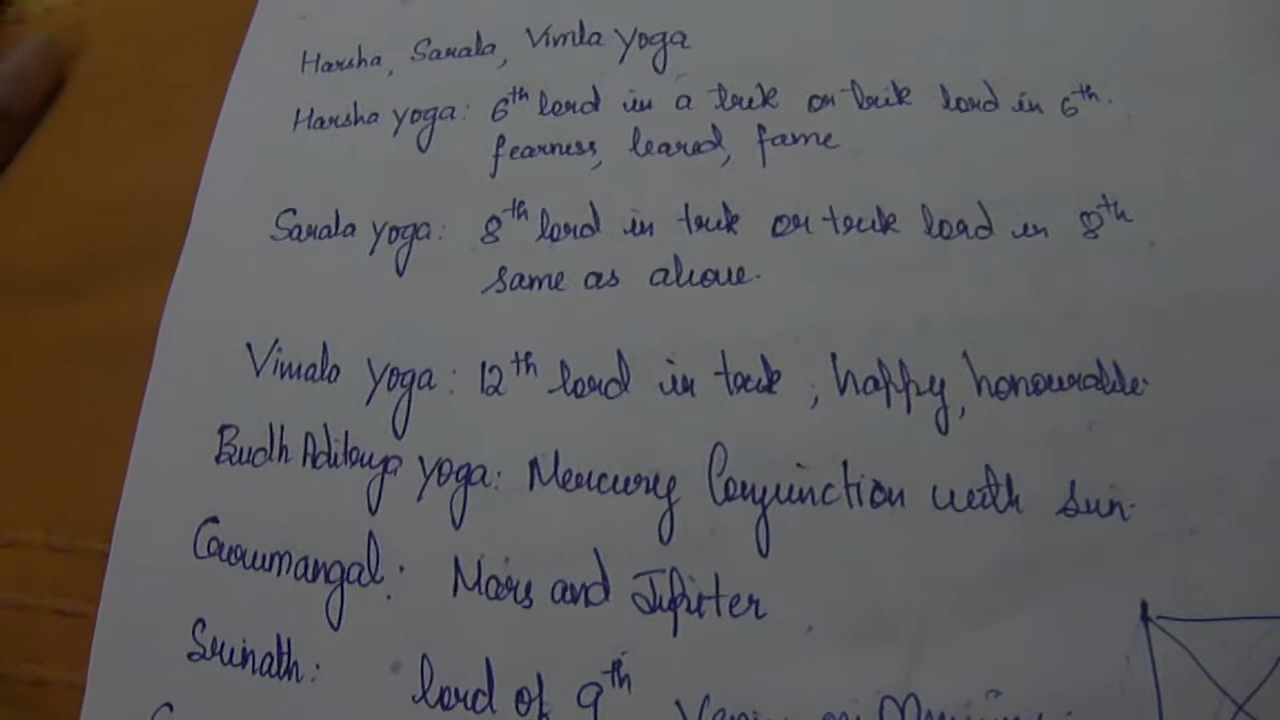 Harsha, Sarala, Vimla Yoga
Harsha yoga: 6th lord in a trik or trik lord in 6th.
fearness, leared, fame
Sarala yoga: 8th lord in trik or trik lord in 8th
same as above.
Vimala yoga: 12th lord in trik, happy, honourable.
Budh Aditaya yoga: Mercury Conjunction with sun.
Gurumangal: Mars and Jupiter
Srinath: lord of 9th